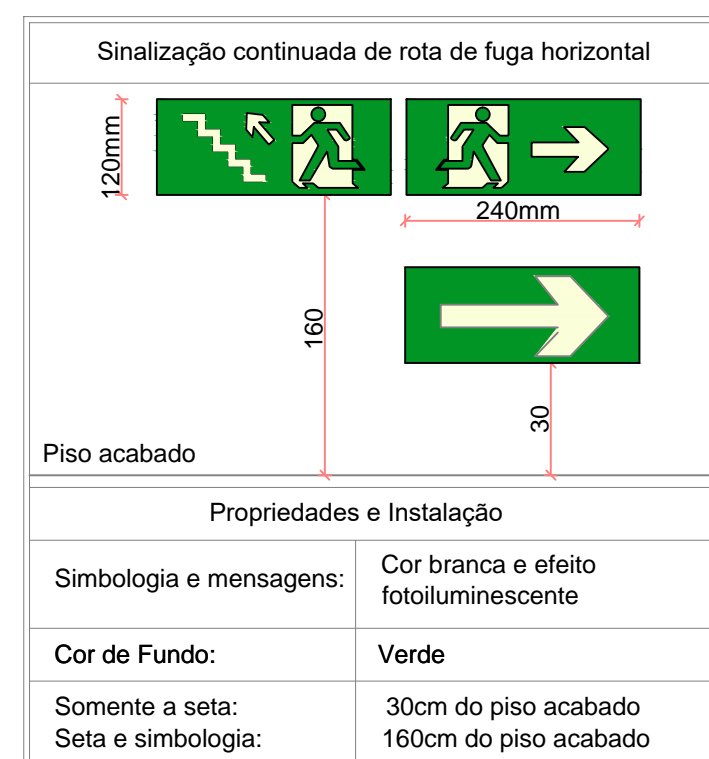 Sinalização continuada de rota de fuga horizontal
120mm
240mm
160
30
Piso acabado
Propriedades e Instalação
Simbologia e mensagens:
Cor branca e efeito
fotoiluminescente
Cor de Fundo:
Verde
Somente a seta:
30cm do piso acabado
Seta e simbologia:
160cm do piso acabado